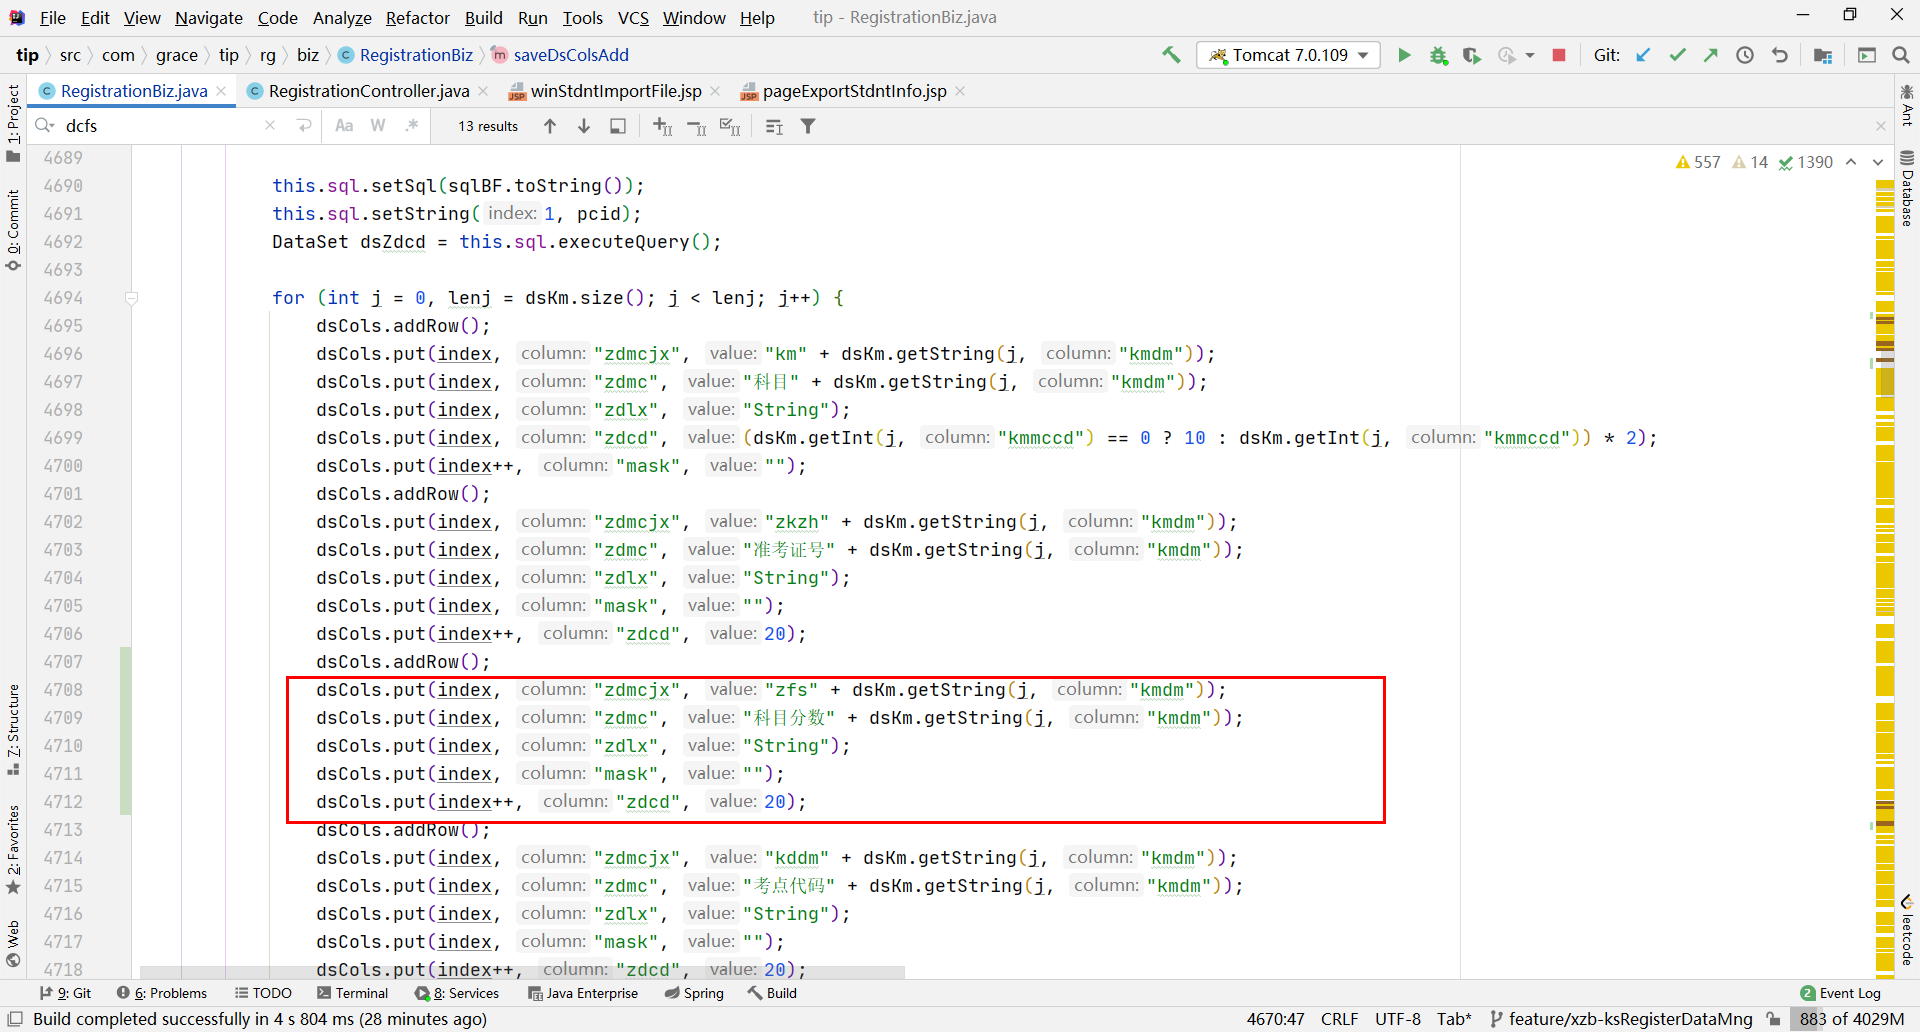 File Edit View Navigate Code Analyze Refactor Build Run Tools VCS Window Help tip - RegistrationBiz.java
tip src com grace tip rg biz RegistrationBiz saveDsColsAdd Tomcat 7.0.109 Git:
RegistrationBiz.java RegistrationController.java winStdntImportFile.jsp pageExportStdntInfo.jsp
dcfs Aa W .* 13 results
557 14 1390
4689
4690 this.sql.setSql(sqlBF.toString());
4691 this.sql.setString( index: 1, pcid);
4692 DataSet dsZdcd = this.sql.executeQuery();
4693
4694 for (int j = 0, lenj = dsKm.size(); j < lenj; j++) {
4695 dsCols.addRow();
4696 dsCols.put(index, column: "zdmcjx", value: "km" + dsKm.getString(j, column: "kmdm"));
4697 dsCols.put(index, column: "zdmc", value: "科目" + dsKm.getString(j, column: "kmdm"));
4698 dsCols.put(index, column: "zdlx", value: "String");
4699 dsCols.put(index, column: "zdcd", value: (dsKm.getInt(j, column: "kmmccd") == 0 ? 10 : dsKm.getInt(j, column: "kmmccd")) * 2);
4700 dsCols.put(index++, column: "mask", value: "");
4701 dsCols.addRow();
4702 dsCols.put(index, column: "zdmcjx", value: "zkzh" + dsKm.getString(j, column: "kmdm"));
4703 dsCols.put(index, column: "zdmc", value: "准考证号" + dsKm.getString(j, column: "kmdm"));
4704 dsCols.put(index, column: "zdlx", value: "String");
4705 dsCols.put(index, column: "mask", value: "");
4706 dsCols.put(index++, column: "zdcd", value: 20);
4707 dsCols.addRow();
4708 dsCols.put(index, column: "zdmcjx", value: "zfs" + dsKm.getString(j, column: "kmdm"));
4709 dsCols.put(index, column: "zdmc", value: "科目分数" + dsKm.getString(j, column: "kmdm"));
4710 dsCols.put(index, column: "zdlx", value: "String");
4711 dsCols.put(index, column: "mask", value: "");
4712 dsCols.put(index++, column: "zdcd", value: 20);
4713 dsCols.addRow();
4714 dsCols.put(index, column: "zdmcjx", value: "kddm" + dsKm.getString(j, column: "kmdm"));
4715 dsCols.put(index, column: "zdmc", value: "考点代码" + dsKm.getString(j, column: "kmdm"));
4716 dsCols.put(index, column: "zdlx", value: "String");
4717 dsCols.put(index, column: "mask", value: "");
4718 dsCols.put(index++, column: "zdcd", value: 20);
1: Project
0: Commit
7: Structure
2: Favorites
Web
Ant
Database
leetcode
9: Git 6: Problems TODO Terminal 8: Services Java Enterprise Spring Build 2 Event Log
Build completed successfully in 4 s 804 ms (28 minutes ago) 4670:47 CRLF UTF-8 Tab* feature/xzb-ksRegisterDataMng 883 of 4029M